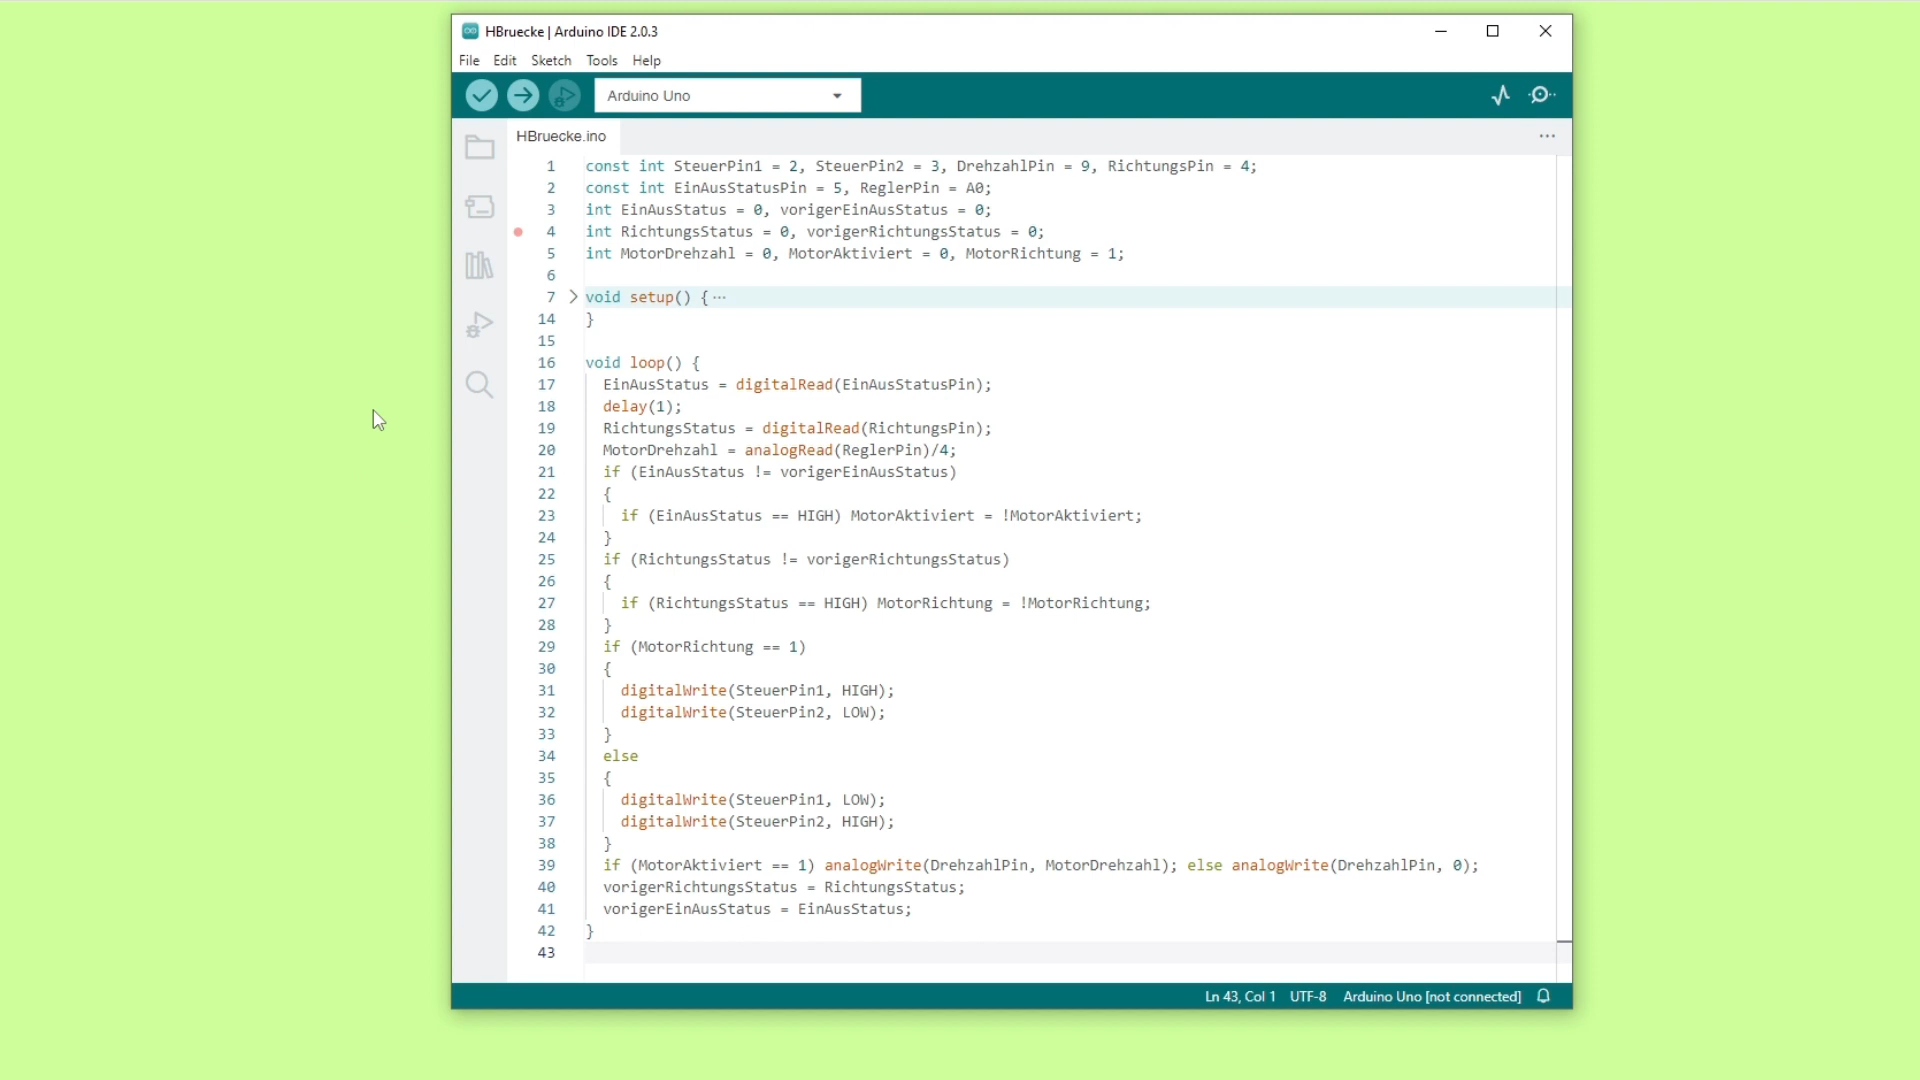 HBruecke | Arduino IDE 2.0.3
File Edit Sketch Tools Help
Arduino Uno
HBruecke.ino
1 const int SteuerPin1 = 2, SteuerPin2 = 3, DrehzahlPin = 9, RichtungsPin = 4;
2 const int EinAusStatusPin = 5, ReglerPin = A0;
3 int EinAusStatus = 0, vorigerEinAusStatus = 0;
4 int RichtungsStatus = 0, vorigerRichtungsStatus = 0;
5 int MotorDrehzahl = 0, MotorAktiviert = 0, MotorRichtung = 1;
6
7 void setup() { ···
14 }
15
16 void loop() {
17 EinAusStatus = digitalRead(EinAusStatusPin);
18 delay(1);
19 RichtungsStatus = digitalRead(RichtungsPin);
20 MotorDrehzahl = analogRead(ReglerPin)/4;
21 if (EinAusStatus != vorigerEinAusStatus)
22 {
23 if (EinAusStatus == HIGH) MotorAktiviert = !MotorAktiviert;
24 }
25 if (RichtungsStatus != vorigerRichtungsStatus)
26 {
27 if (RichtungsStatus == HIGH) MotorRichtung = !MotorRichtung;
28 }
29 if (MotorRichtung == 1)
30 {
31 digitalWrite(SteuerPin1, HIGH);
32 digitalWrite(SteuerPin2, LOW);
33 }
34 else
35 {
36 digitalWrite(SteuerPin1, LOW);
37 digitalWrite(SteuerPin2, HIGH);
38 }
39 if (MotorAktiviert == 1) analogWrite(DrehzahlPin, MotorDrehzahl); else analogWrite(DrehzahlPin, 0);
40 vorigerRichtungsStatus = RichtungsStatus;
41 vorigerEinAusStatus = EinAusStatus;
42 }
43
Ln 43, Col 1 UTF-8 Arduino Uno [not connected]